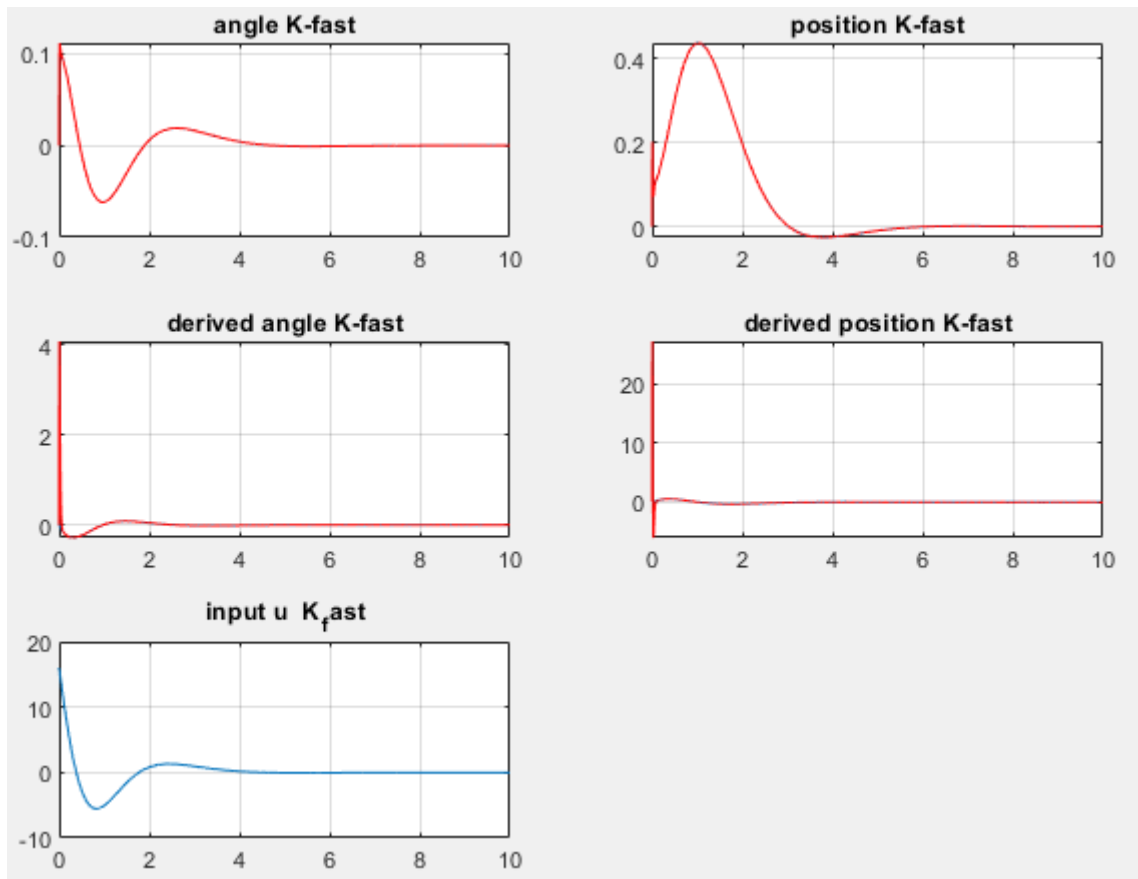 angle K-fast
0.1
0
-0.1
0 2 4 6 8 10
position K-fast
0.4
0.2
0
0 2 4 6 8 10
derived angle K-fast
4
2
0
0 2 4 6 8 10
derived position K-fast
20
10
0
0 2 4 6 8 10
input u K_fast
20
10
0
-10
0 2 4 6 8 10